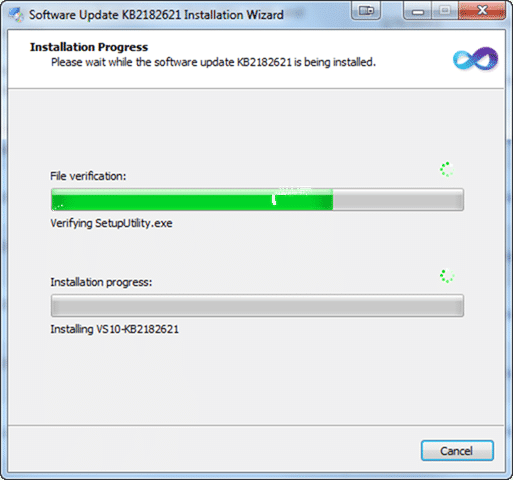 Software Update KB2182621 Installation Wizard
Installation Progress
Please wait while the software update KB2182621 is being installed.
File verification:
Verifying SetupUtility.exe
Installation progress:
Installing VS10-KB2182621
Cancel